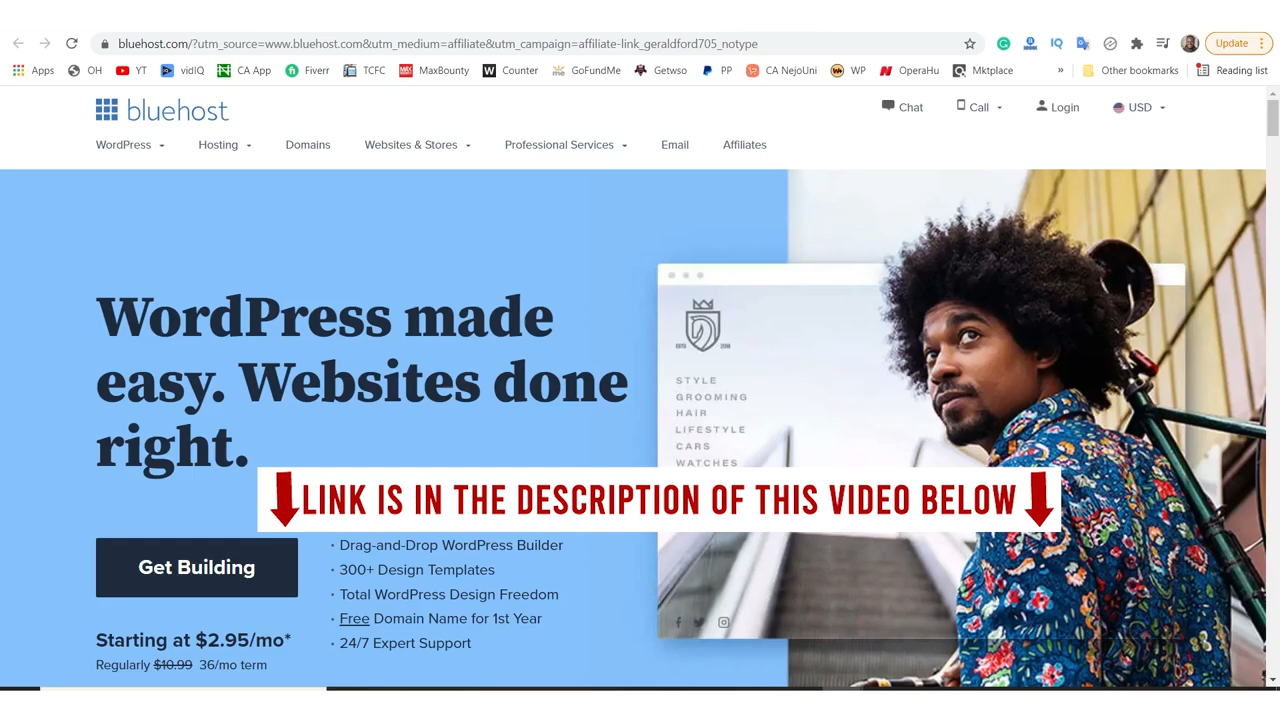 bluehost.com/?utm_source=www.bluehost.com&utm_medium=affiliate&utm_campaign=affiliate-link_geraldford705_notype
Update
Apps OH YT vidIQ CA App Fiverr TCFC MaxBounty Counter GoFundMe Getwso PP CA NejoUni WP OperaHu Mktplace » Other bookmarks Reading list
bluehost
Chat Call Login USD
WordPress Hosting Domains Websites & Stores Professional Services Email Affiliates
WordPress made
easy. Websites done
right.
STYLE
GROOMING
HAIR
LIFESTYLE
CARS
WATCHES
LINK IS IN THE DESCRIPTION OF THIS VIDEO BELOW
Get Building
Starting at $2.95/mo*
Regularly $10.99 36/mo term
· Drag-and-Drop WordPress Builder
· 300+ Design Templates
· Total WordPress Design Freedom
· Free Domain Name for 1st Year
· 24/7 Expert Support